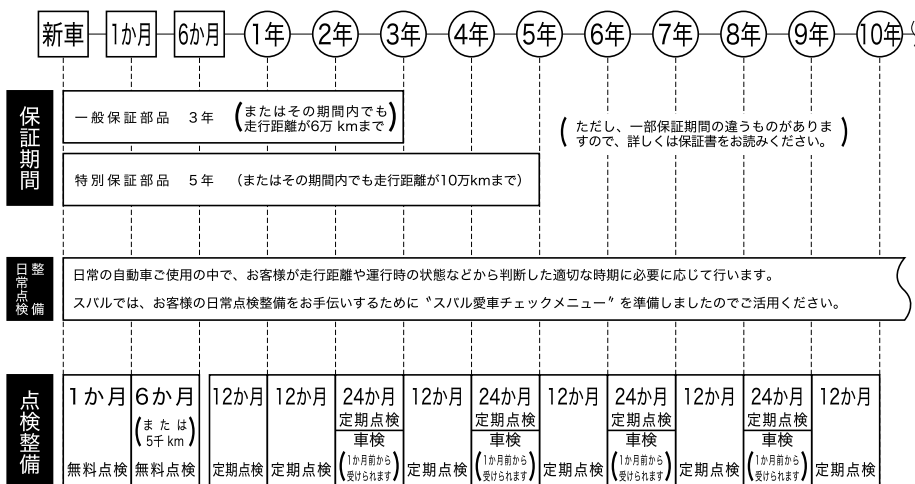 新車 1か月 6か月 1年 2年 3年 4年 5年 6年 7年 8年 9年 10年
保証期間
一般保証部品 3年 (またはその期間内でも
走行距離が6万 kmまで)
(ただし、一部保証期間の違うものがありま
すので、詳しくは保証書をお読みください。)
特別保証部品 5年 (またはその期間内でも走行距離が10万kmまで)
日常点検
整備
日常の自動車ご使用の中で、お客様が走行距離や運行時の状態などから判断した適切な時期に必要に応じて行います。
スバルでは、お客様の日常点検整備をお手伝いするために〝スバル愛車チェックメニュー〞を準備しましたのでご活用ください。
点検整備
1か月
無料点検
6か月
(または
5千km)
無料点検
12か月
定期点検
12か月
定期点検
24か月
定期点検
車検
(1か月前から
受けられます)
12か月
定期点検
24か月
定期点検
車検
(1か月前から
受けられます)
12か月
定期点検
24か月
定期点検
車検
(1か月前から
受けられます)
12か月
定期点検
24か月
定期点検
車検
(1か月前から
受けられます)
12か月
定期点検